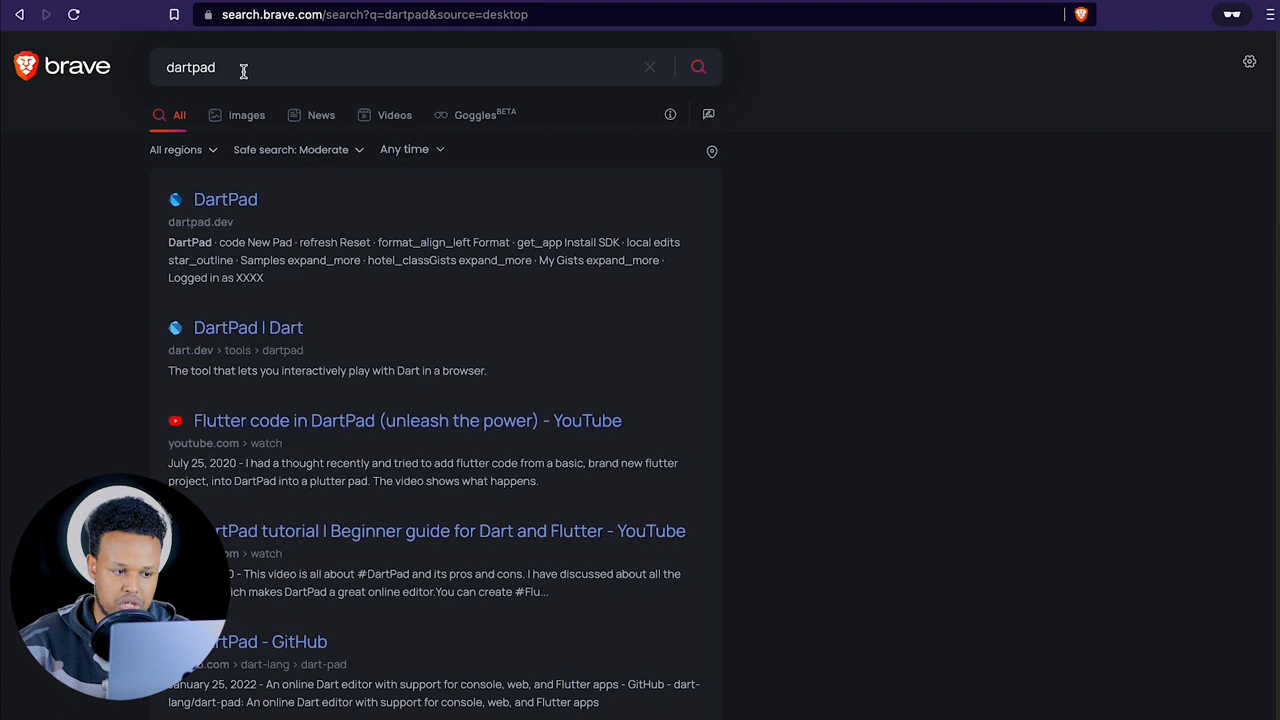 search.brave.com/search?q=dartpad&source=desktop
brave
dartpad
All
Images
News
Videos
Goggles BETA
All regions
Safe search: Moderate
Any time
DartPad
dartpad.dev
DartPad · code New Pad · refresh Reset · format_align_left Format · get_app Install SDK · local edits
star_outline · Samples expand_more · hotel_classGists expand_more · My Gists expand_more ·
Logged in as XXXX
DartPad | Dart
dart.dev › tools › dartpad
The tool that lets you interactively play with Dart in a browser.
Flutter code in DartPad (unleash the power) - YouTube
youtube.com › watch
July 25, 2020 - I had a thought recently and tried to add flutter code from a basic, brand new flutter
project, into DartPad into a plutter pad. The video shows what happens.
rtPad tutorial | Beginner guide for Dart and Flutter - YouTube
om › watch
0 - This video is all about #DartPad and its pros and cons. I have discussed about all the
ich makes DartPad a great online editor.You can create #Flu...
rtPad - GitHub
.com › dart-lang › dart-pad
January 25, 2022 - An online Dart editor with support for console, web, and Flutter apps - GitHub - dart-
lang/dart-pad: An online Dart editor with support for console, web, and Flutter apps